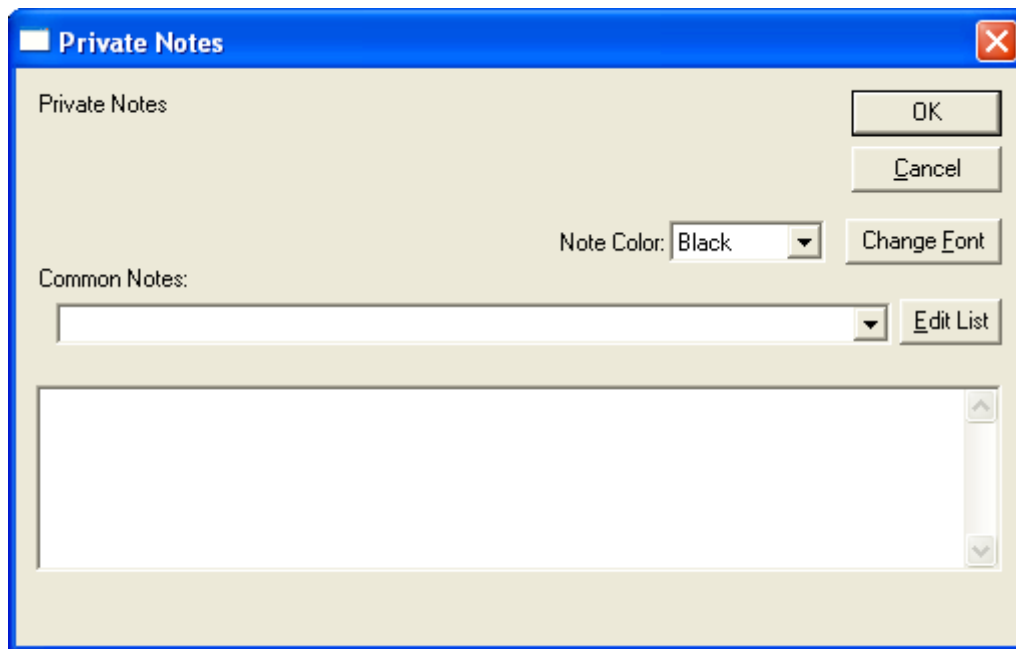 Private Notes
Private Notes
OK
Cancel
Note Color: Black
Change Font
Common Notes:
Edit List